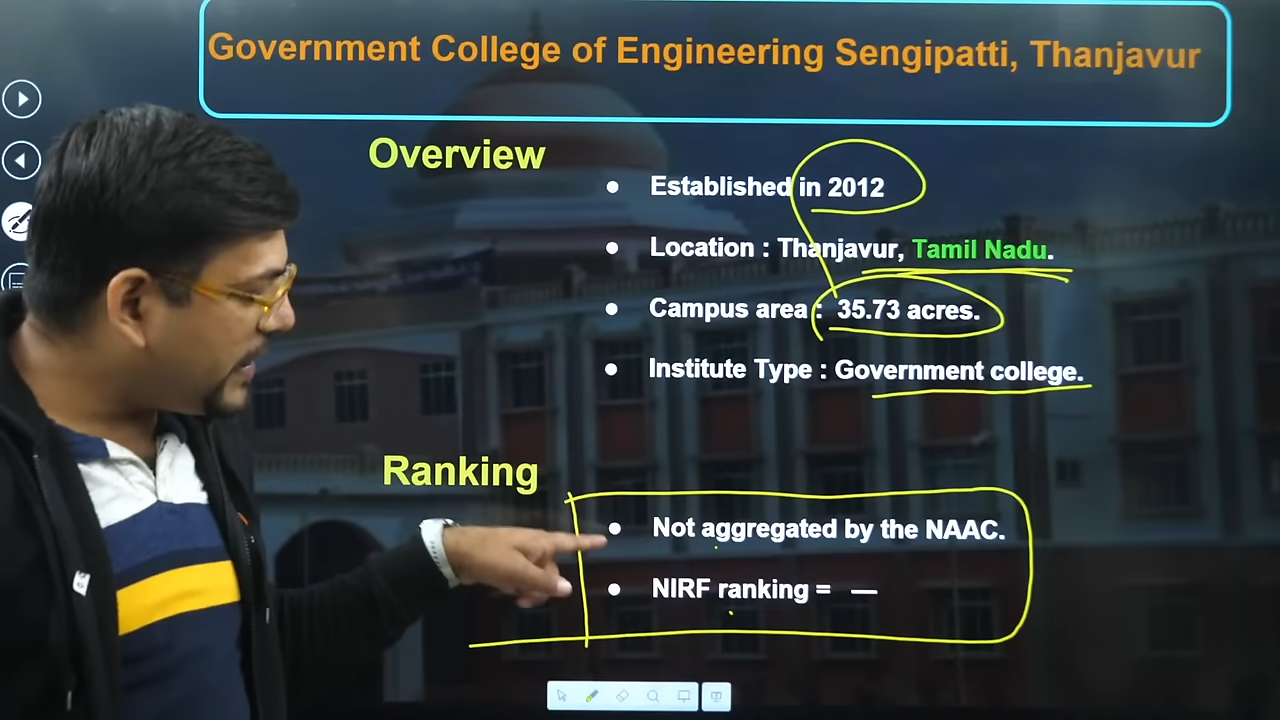 Government College of Engineering Sengipatti, Thanjavur
Overview
Established in 2012
Location : Thanjavur, Tamil Nadu.
Campus area : 35.73 acres.
Institute Type : Government college.
Ranking
Not aggregated by the NAAC.
NIRF ranking = —